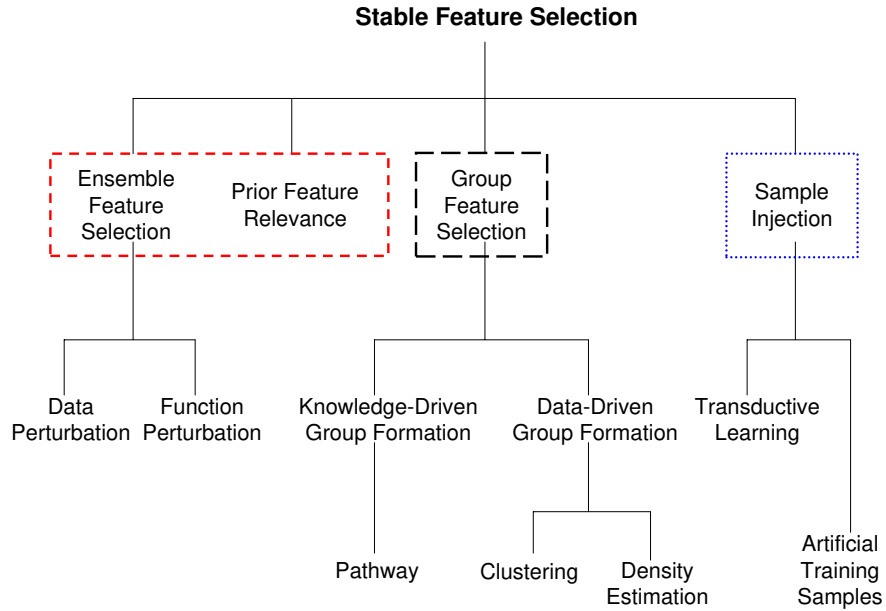 Stable Feature Selection
Ensemble
Feature
Selection
Prior Feature
Relevance
Group
Feature
Selection
Sample
Injection
Data
Perturbation
Function
Perturbation
Knowledge-Driven
Group Formation
Data-Driven
Group Formation
Transductive
Learning
Pathway
Clustering
Density
Estimation
Artificial
Training
Samples